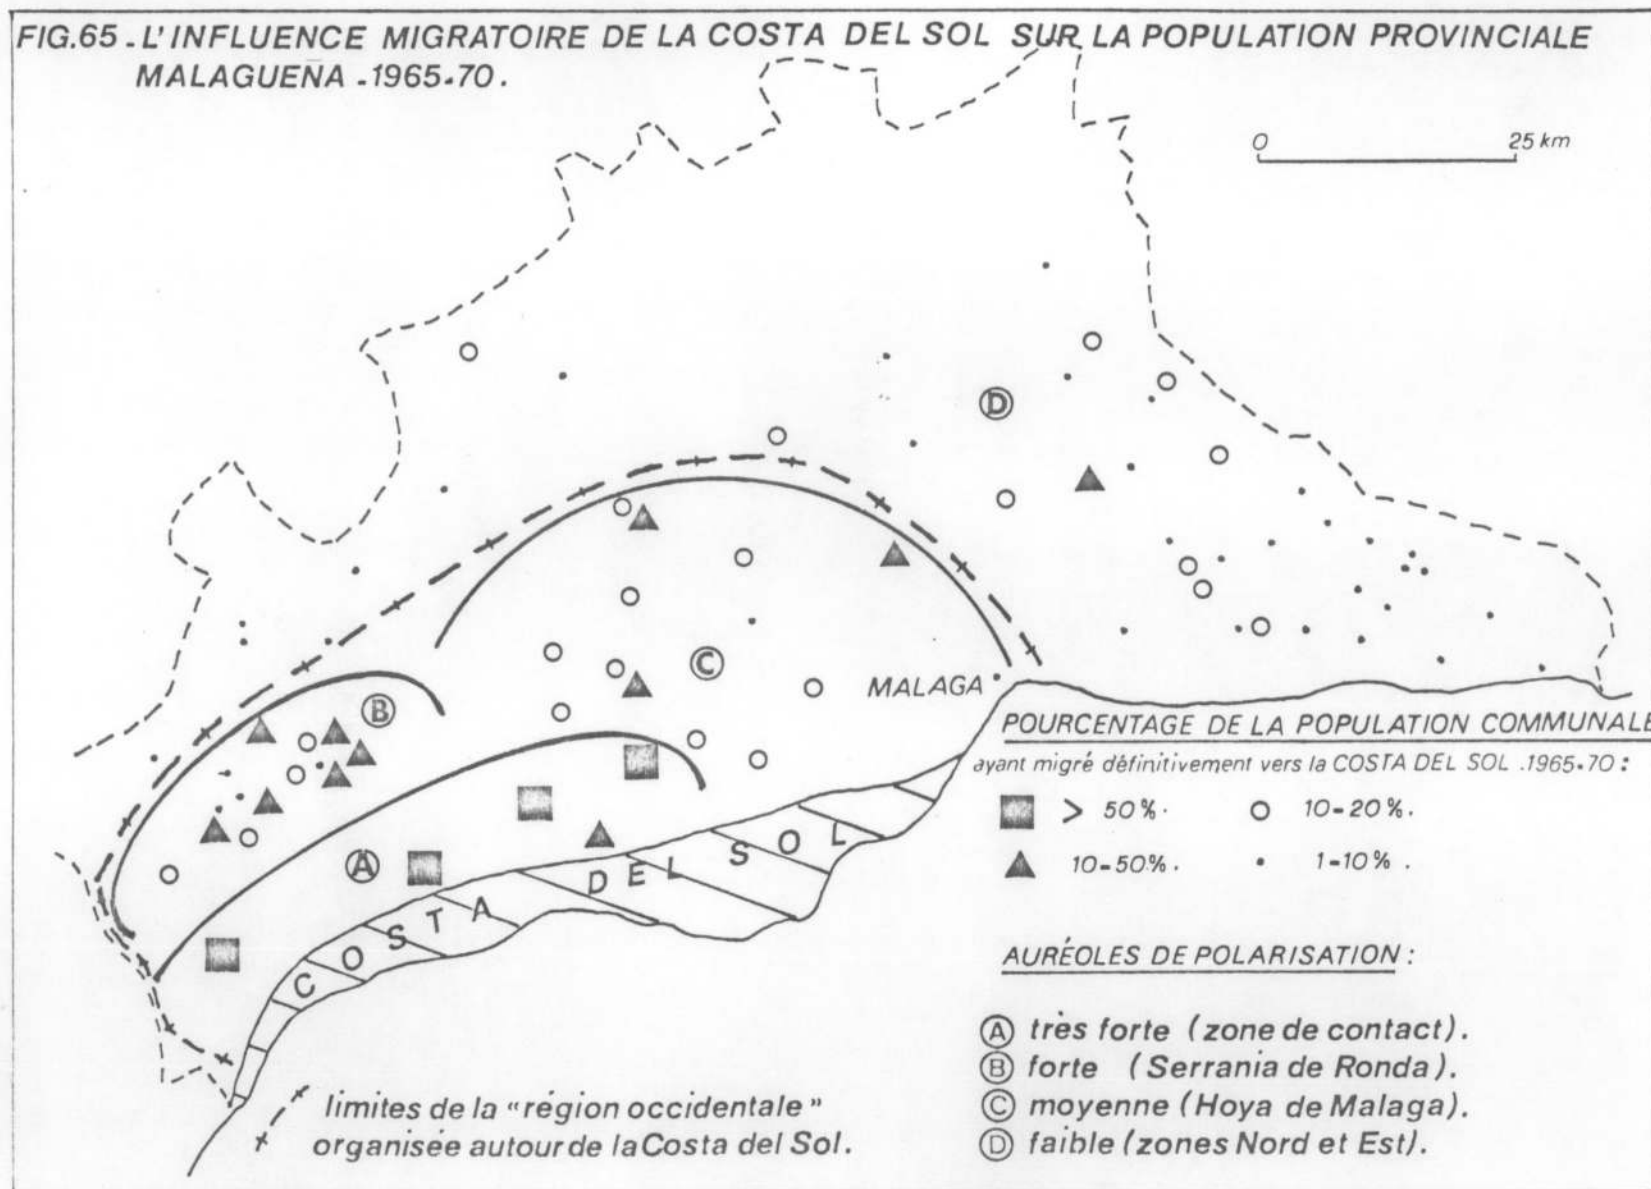 FIG.65 . L'INFLUENCE MIGRATOIRE DE LA COSTA DEL SOL SUR LA POPULATION PROVINCIALE
MALAGUEÑA . 1965-70.
0 25 km
D
C
MALAGA
B
A
COSTA DEL SOL
POURCENTAGE DE LA POPULATION COMMUNALE
ayant migré définitivement vers la COSTA DEL SOL .1965-70 :
> 50%. 10-20%.
10-50%. 1-10%.
AURÉOLES DE POLARISATION :
A très forte (zone de contact).
B forte (Serrania de Ronda).
C moyenne (Hoya de Malaga).
D faible (zones Nord et Est).
limites de la "région occidentale"
organisée autour de la Costa del Sol.